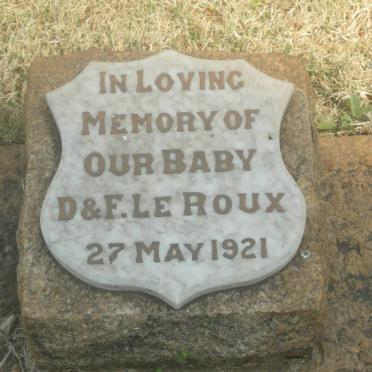 IN LOVING
MEMORY OF
OUR BABY
D&F. LE ROUX
27 MAY 1921